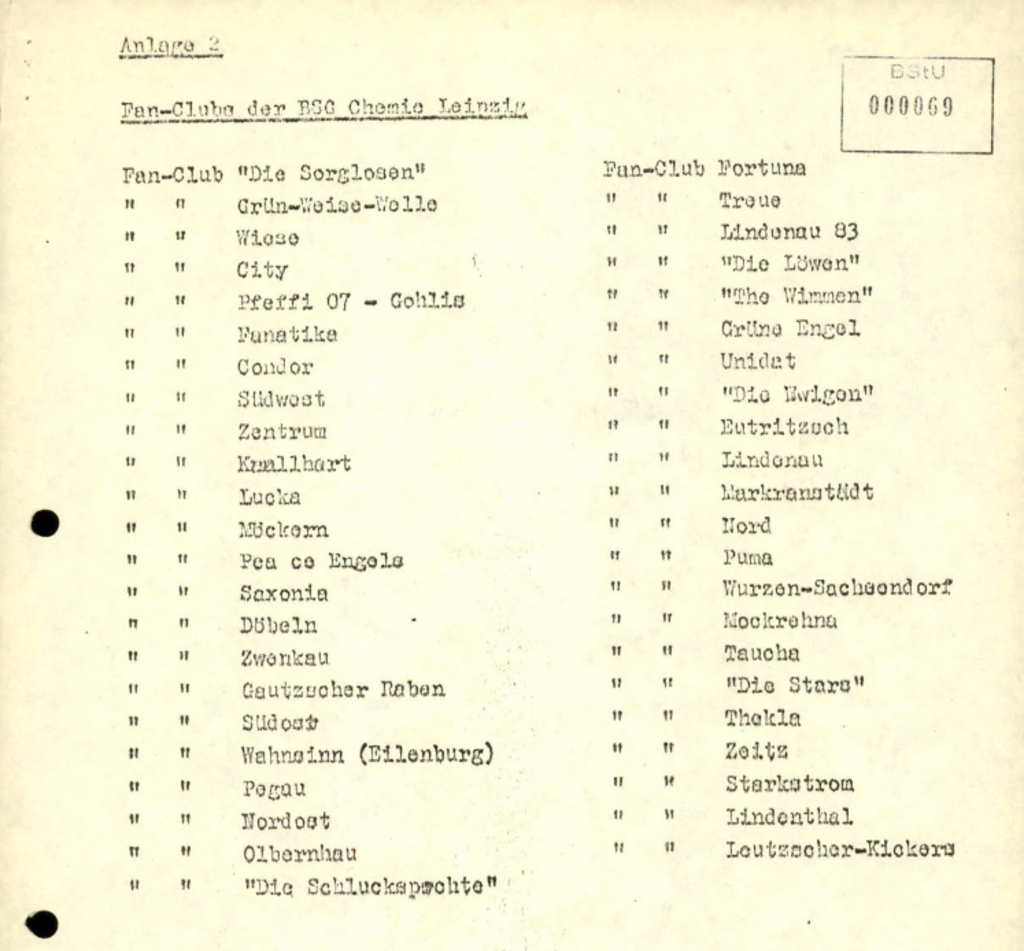 Anlage 2
BStU
000069
Fan-Clubs der BSG Chemie Leipzig
Fan-Club "Die Sorglosen"
" " Grün-Weise-Welle
" " Wiese
" " City
" " Pfeffi 07 - Gohlis
" " Fanatika
" " Condor
" " Südwest
" " Zentrum
" " Knallhart
" " Lucka
" " Möckern
" " Pea ce Engels
" " Saxonia
" " Döbeln
" " Zwenkau
" " Gautzscher Raben
" " Südost
" " Wahnsinn (Eilenburg)
" " Pegau
" " Nordost
" " Olbernhau
" " "Die Schluckspechte"
Fan-Club Fortuna
" " Treue
" " Lindenau 83
" " "Die Löwen"
" " "The Wimmen"
" " Grüne Engel
" " Unidat
" " "Die Ewigen"
" " Eutritzsch
" " Lindenau
" " Markranstädt
" " Nord
" " Puma
" " Wurzen-Sachsendorf
" " Mockrehna
" " Taucha
" " "Die Stars"
" " Thekla
" " Zeitz
" " Starkstrom
" " Lindenthal
" " Leutzscher-Kickers